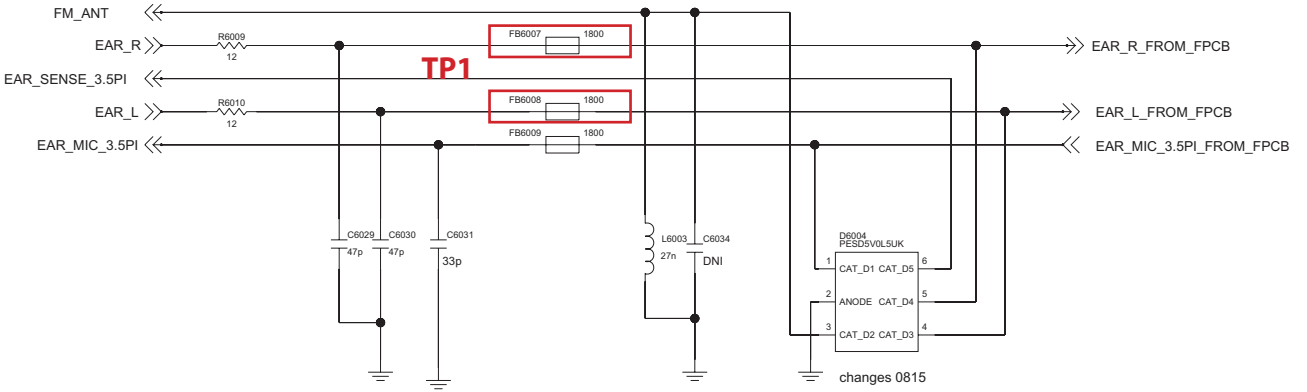 FM_ANT
FB6007 1800
EAR_R R6009 EAR_R_FROM_FPCB
12
TP1
EAR_SENSE_3.5PI
R6010 FB6008 1800
EAR_L EAR_L_FROM_FPCB
12
FB6009 1800
EAR_MIC_3.5PI EAR_MIC_3.5PI_FROM_FPCB
C6029 C6030 C6031 L6003 C6034 D6004
PESD5V0L5UK
47p 47p 33p 27n DNI
1 CAT_D1 CAT_D5 6
2 ANODE CAT_D4 5
3 CAT_D2 CAT_D3 4
changes 0815